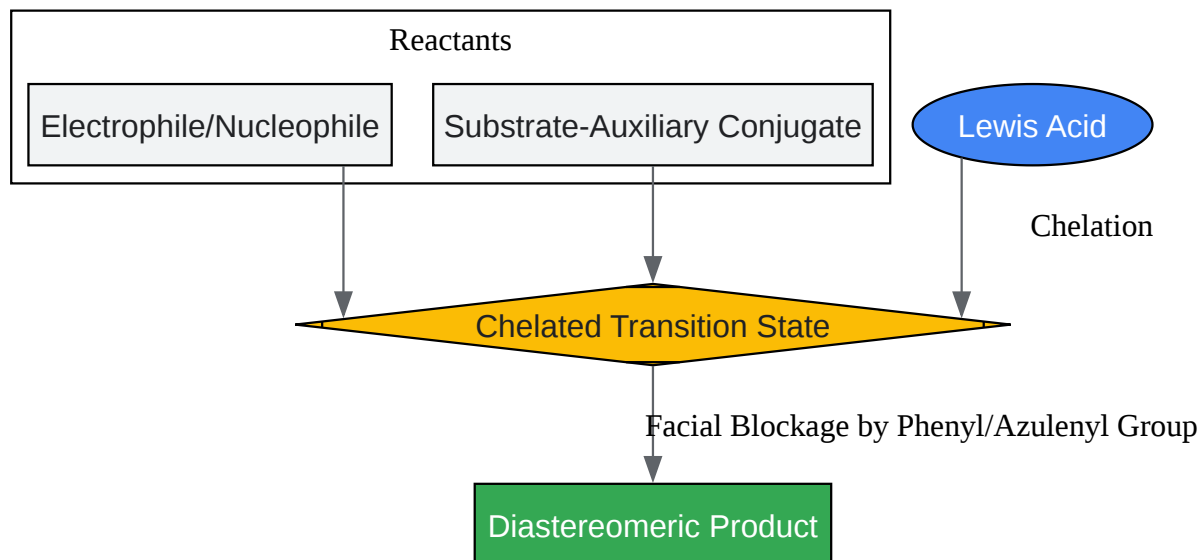 Reactants
Electrophile/Nucleophile
Substrate-Auxiliary Conjugate
Lewis Acid
Chelation
Chelated Transition State
Facial Blockage by Phenyl/Azulenyl Group
Diastereomeric Product